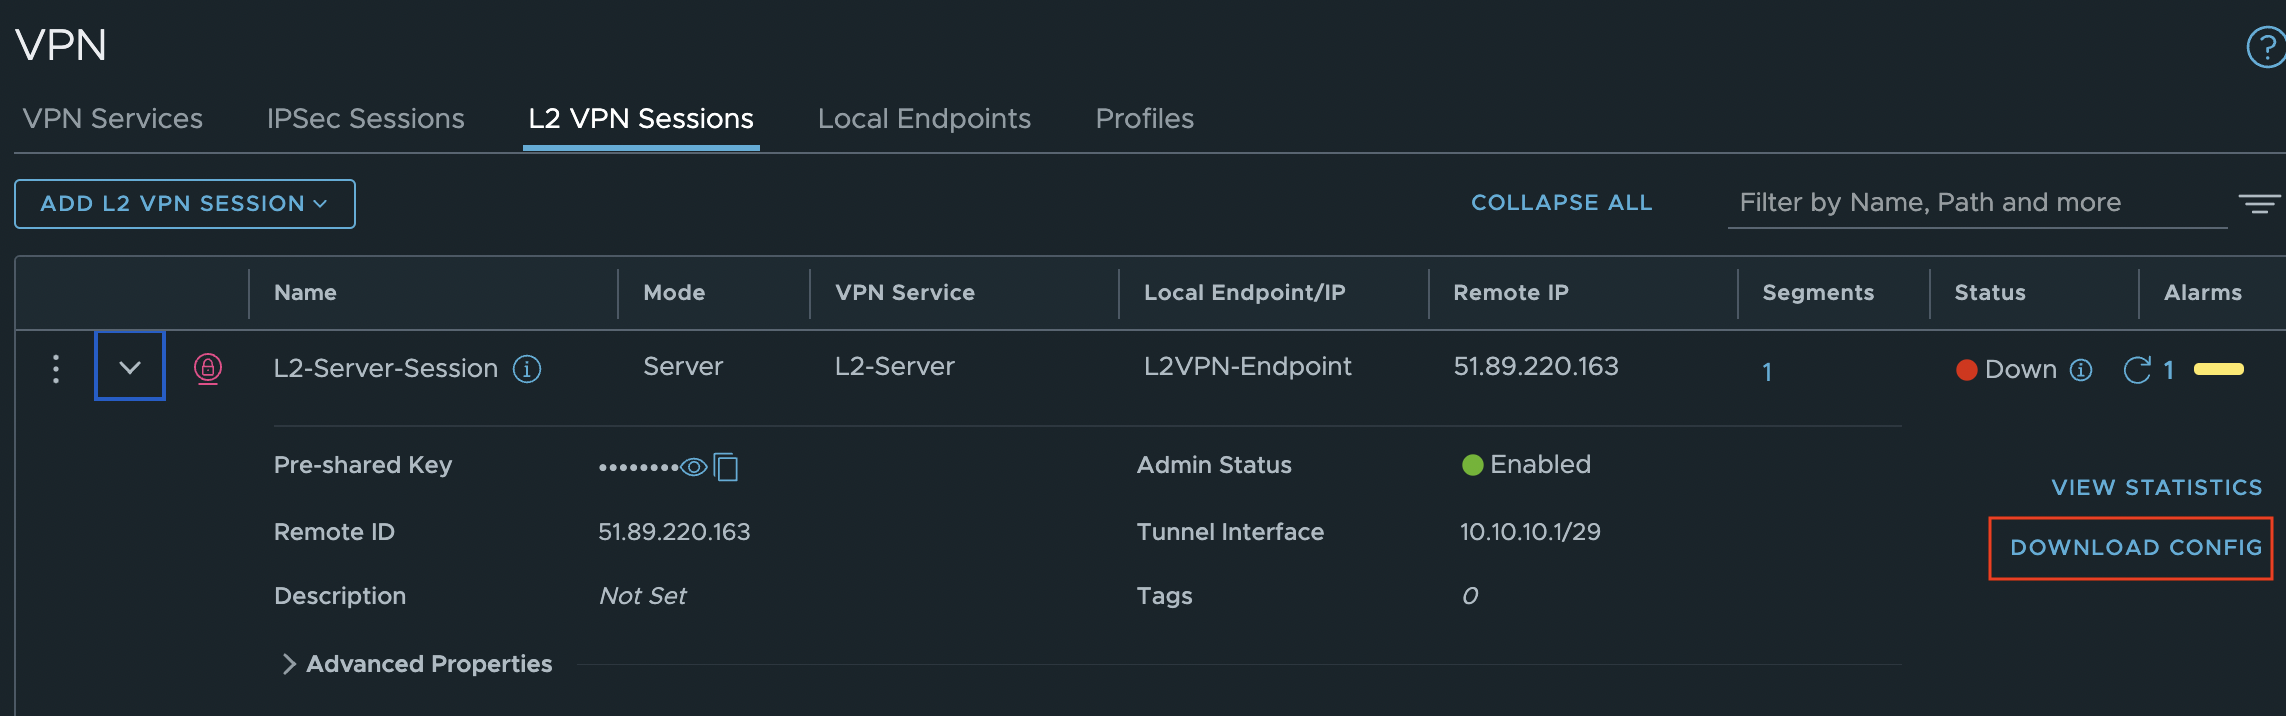 VPN
VPN Services IPSec Sessions L2 VPN Sessions Local Endpoints Profiles
ADD L2 VPN SESSION COLLAPSE ALL Filter by Name, Path and more
Name Mode VPN Service Local Endpoint/IP Remote IP Segments Status Alarms
L2-Server-Session Server L2-Server L2VPN-Endpoint 51.89.220.163 1 Down 1
Pre-shared Key •••••••• Admin Status Enabled
VIEW STATISTICS
Remote ID 51.89.220.163 Tunnel Interface 10.10.10.1/29
DOWNLOAD CONFIG
Description Not Set Tags 0
Advanced Properties